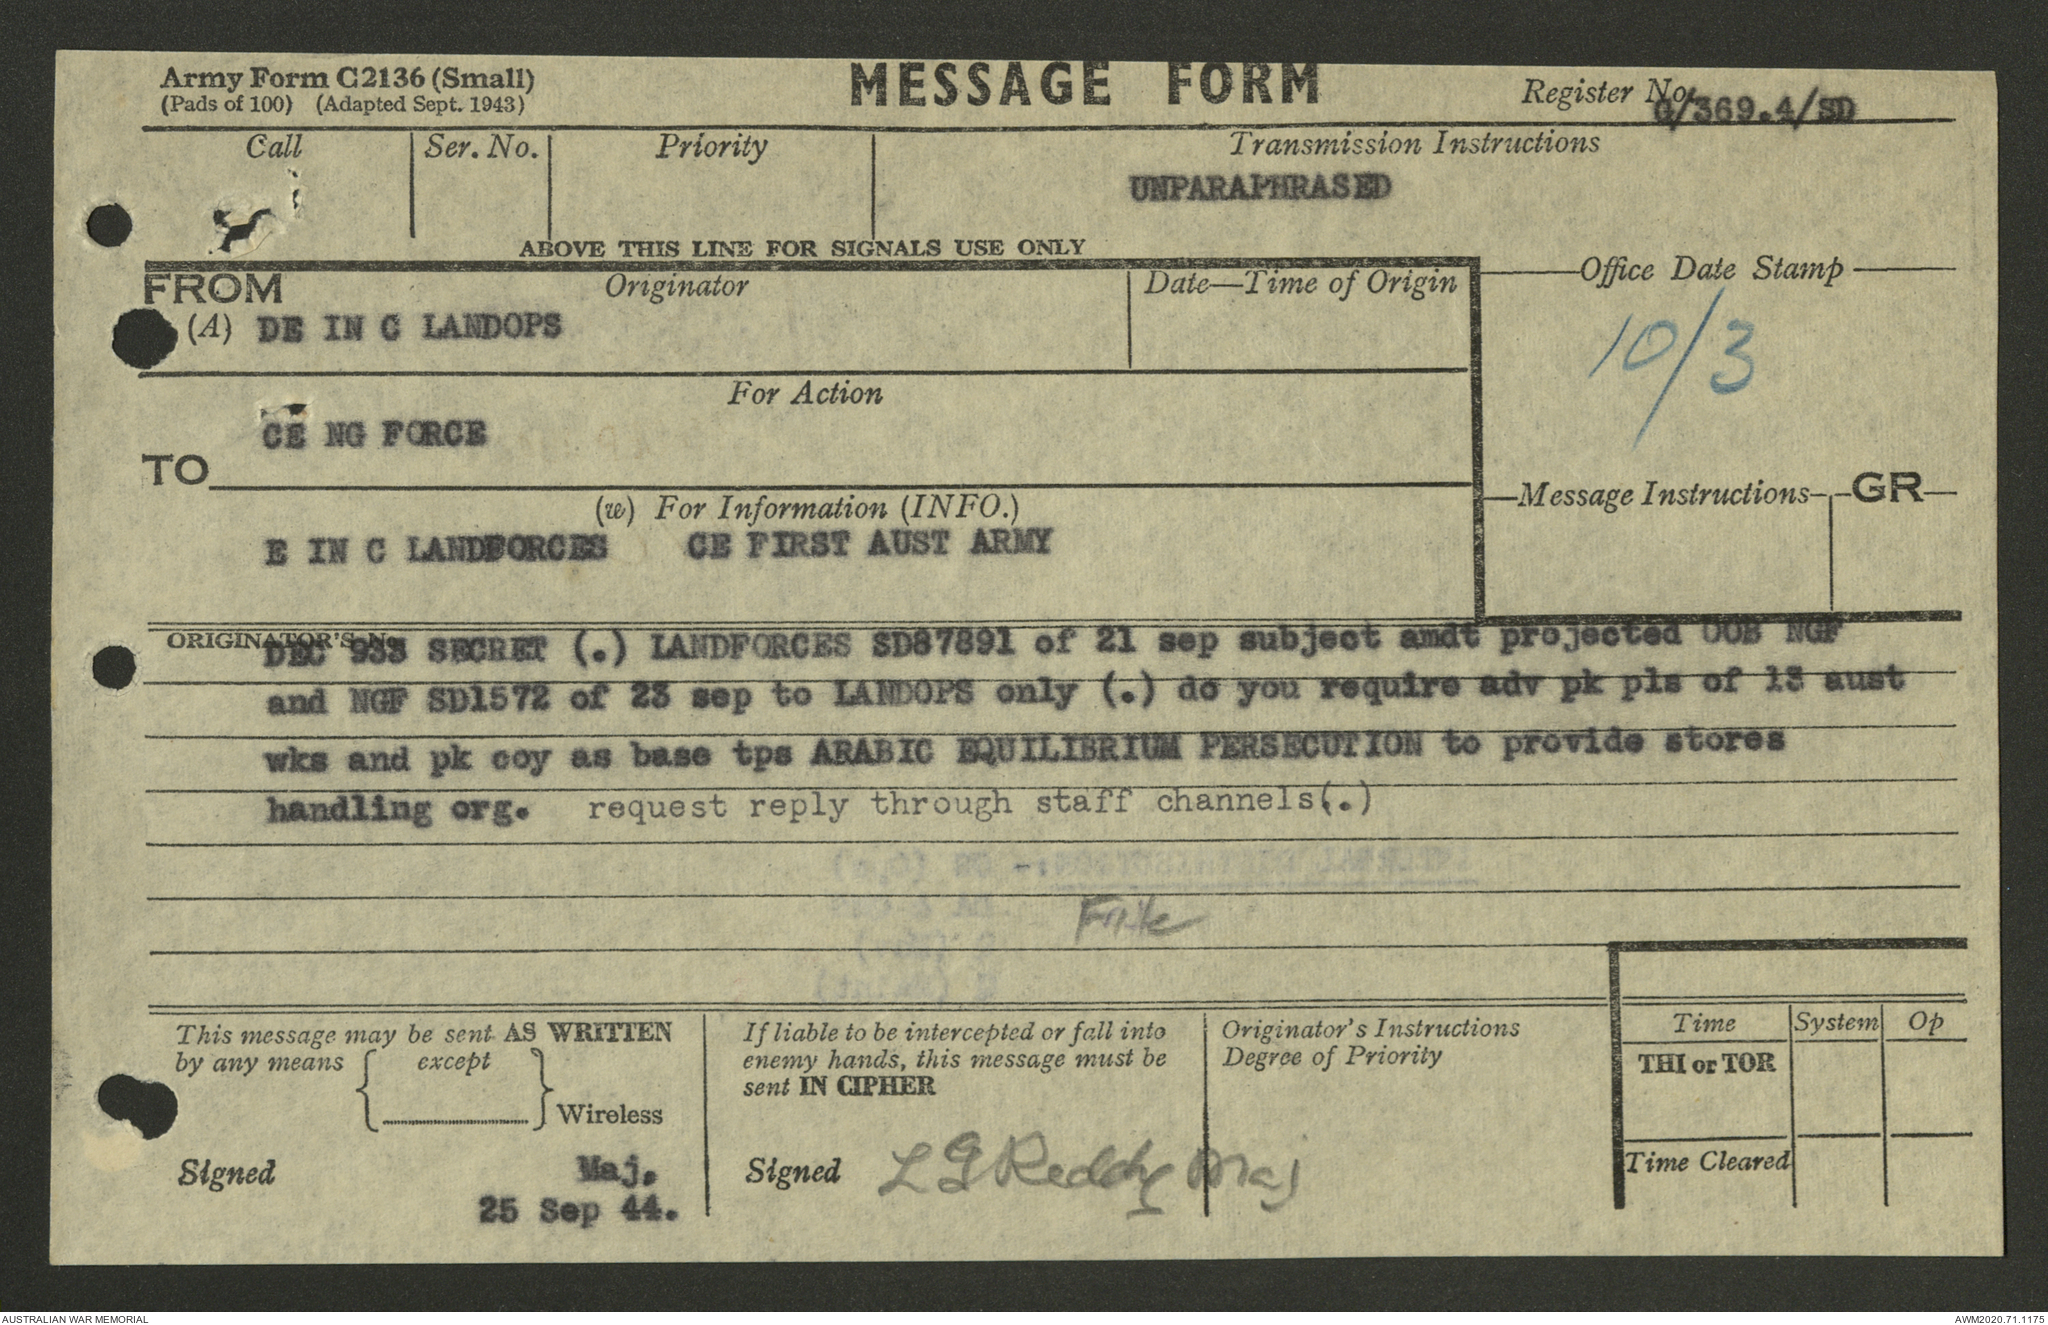 Army Form C2136 (Small)
(Pads of 100) (Adapted Sept. 1943)
MESSAGE FORM
Register No.
G/369.4/SD
Call
Ser. No.
Priority
Transmission Instructions
UNPARAPHRASED
ABOVE THIS LINE FOR SIGNALS USE ONLY
FROM
Originator
Date—Time of Origin
Office Date Stamp
(A) DE IN C LANDOPS
10/3
For Action
CE NG FORCE
TO
Message Instructions
GR
(w) For Information (INFO.)
E IN C LANDFORCES CE FIRST AUST ARMY
ORIGINATOR'S No.
DEC 933 SECRET (.) LANDFORCES SD87891 of 21 sep subject amdt projected OOB NGF
and NGF SD1572 of 23 sep to LANDOPS only (.) do you require adv pk pls of 13 aust
wks and pk coy as base tps ARABIC EQUILIBRIUM PERSECUTION to provide stores
handling org. request reply through staff channels(.)
This message may be sent AS WRITTEN
by any means { except } Wireless
If liable to be intercepted or fall into
enemy hands, this message must be
sent IN CIPHER
Originator's Instructions
Degree of Priority
Time
System
Op
THI or TOR
Time Cleared
Signed
Maj.
25 Sep 44.
Signed L G Reddy Maj
AUSTRALIAN WAR MEMORIAL
AWM2020.71.1175